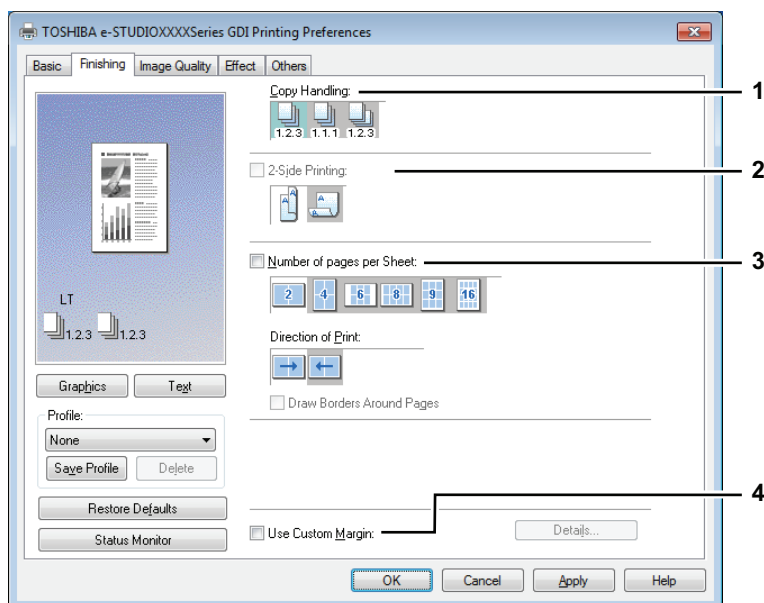 TOSHIBA e-STUDIOXXXXSeries GDI Printing Preferences
Basic Finishing Image Quality Effect Others
Copy Handling: 1
1.2.3 1.1.1 1.2.3
2-Side Printing: 2
A A A A
Number of pages per Sheet: 3
2 4 6 8 9 16
LT
1.2.3 1.2.3
Direction of Print:
Graphics Text
Draw Borders Around Pages
Profile:
None
Save Profile Delete
Restore Defaults
4
Use Custom Margin: Details...
Status Monitor
OK Cancel Apply Help